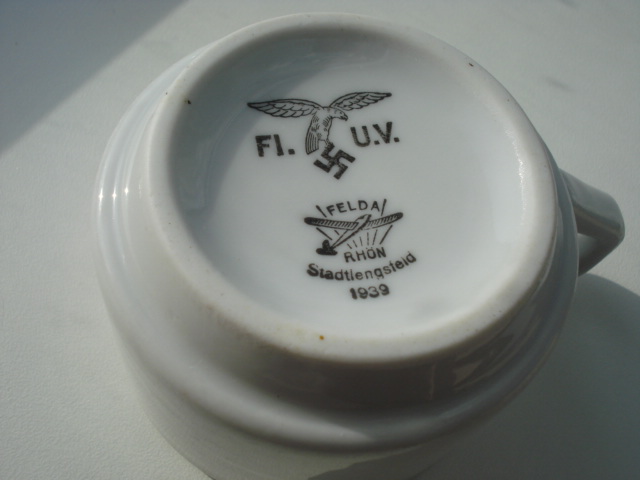 Fl. U.V.
FELDA
RHÖN
Stadtlengsfeld
1939